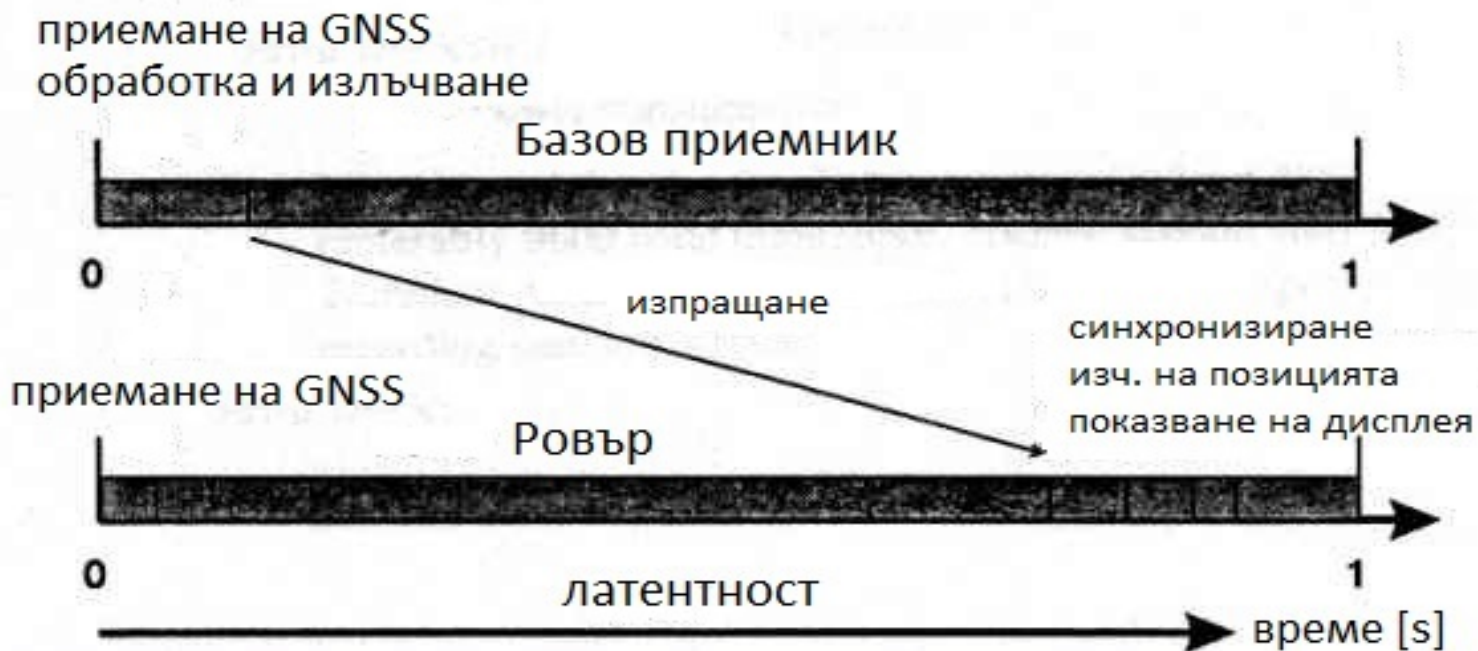 приемане на GNSS
обработка и излъчване
Базов приемник
0
1
изпращане
синхронизиране
изч. на позицията
показване на дисплея
приемане на GNSS
Ровър
0
1
латентност
време [s]